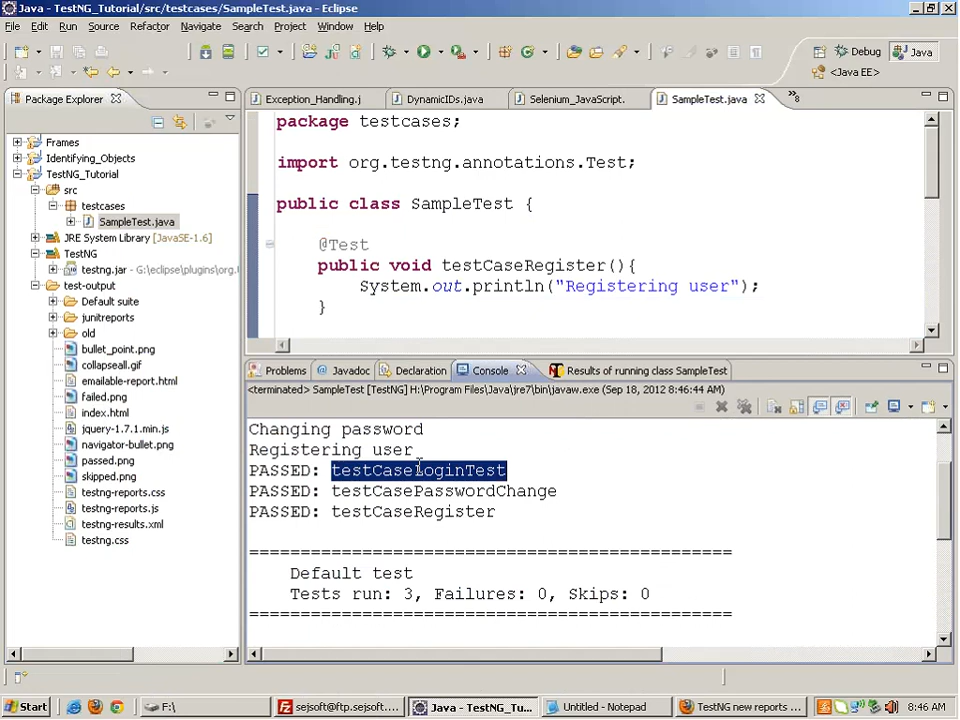 Java - TestNG_Tutorial/src/testcases/SampleTest.java - Eclipse
File Edit Run Source Refactor Navigate Search Project Window Help
Debug Java
<Java EE>
Package Explorer
Exception_Handling.j DynamicIDs.java Selenium_JavaScript. SampleTest.java »8
Frames
Identifying_Objects
TestNG_Tutorial
src
testcases
SampleTest.java
JRE System Library [JavaSE-1.6]
TestNG
testng.jar - G:\eclipse\plugins\org.
test-output
Default suite
junitreports
old
bullet_point.png
collapseall.gif
emailable-report.html
failed.png
index.html
jquery-1.7.1.min.js
navigator-bullet.png
passed.png
skipped.png
testng-reports.css
testng-reports.js
testng-results.xml
testng.css
package testcases;
import org.testng.annotations.Test;
public class SampleTest {
@Test
public void testCaseRegister(){
System.out.println("Registering user");
}
Problems Javadoc Declaration Console Results of running class SampleTest
<terminated> SampleTest [TestNG] H:\Program Files\Java\jre7\bin\javaw.exe (Sep 18, 2012 8:46:44 AM)
Changing password
Registering user
PASSED: testCaseLoginTest
PASSED: testCasePasswordChange
PASSED: testCaseRegister
===============================================
Default test
Tests run: 3, Failures: 0, Skips: 0
===============================================
Start F:\ sejsoft@ftp.sejsoft... Java - TestNG_Tu... Untitled - Notepad TestNG new reports ... 8:46 AM